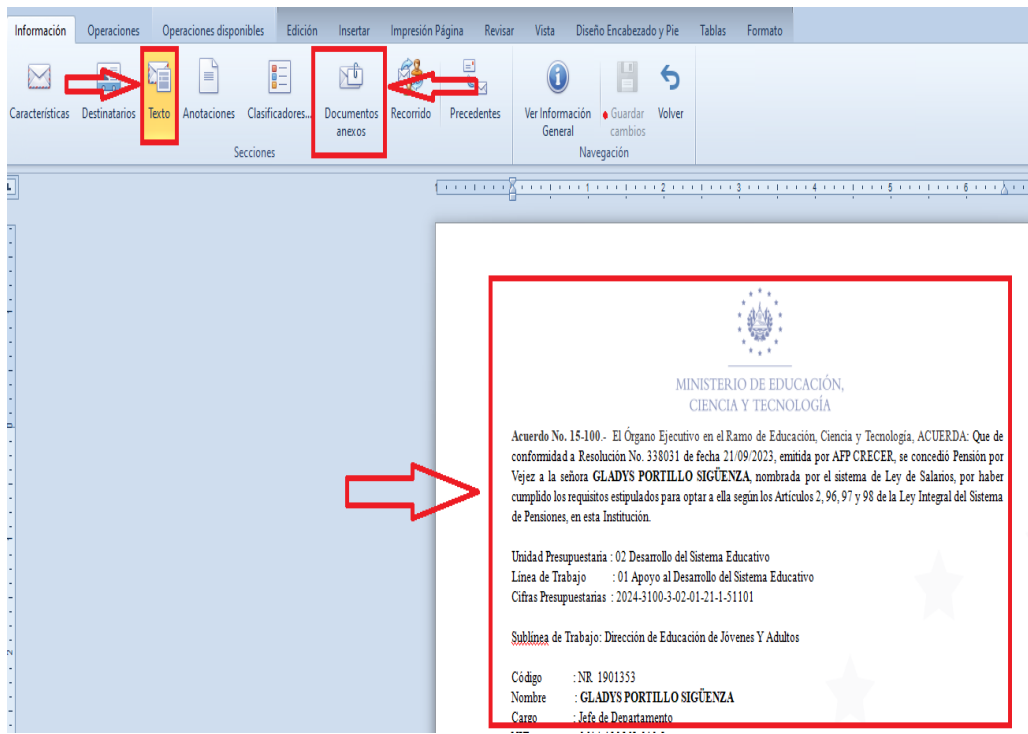 Información Operaciones Operaciones disponibles Edición Insertar Impresión Página Revisar Vista Diseño Encabezado y Pie Tablas Formato
Características Destinatarios Texto Anotaciones Clasificadores... Documentos anexos Recorrido Precedentes Ver Información General Guardar cambios Volver
Secciones Navegación
1 1 2 3 4 5 6
MINISTERIO DE EDUCACIÓN,
CIENCIA Y TECNOLOGÍA
Acuerdo No. 15-100.- El Órgano Ejecutivo en el Ramo de Educación, Ciencia y Tecnología, ACUERDA: Que de
conformidad a Resolución No. 338031 de fecha 21/09/2023, emitida por AFP CRECER, se concedió Pensión por
Vejez a la señora GLADYS PORTILLO SIGÜENZA, nombrada por el sistema de Ley de Salarios, por haber
cumplido los requisitos estipulados para optar a ella según los Artículos 2, 96, 97 y 98 de la Ley Integral del Sistema
de Pensiones, en esta Institución.
Unidad Presupuestaria : 02 Desarrollo del Sistema Educativo
Línea de Trabajo : 01 Apoyo al Desarrollo del Sistema Educativo
Cifras Presupuestarias : 2024-3100-3-02-01-21-1-51101
Sublínea de Trabajo: Dirección de Educación de Jóvenes Y Adultos
Código : NR 1901353
Nombre : GLADYS PORTILLO SIGÜENZA
Cargo : Jefe de Departamento